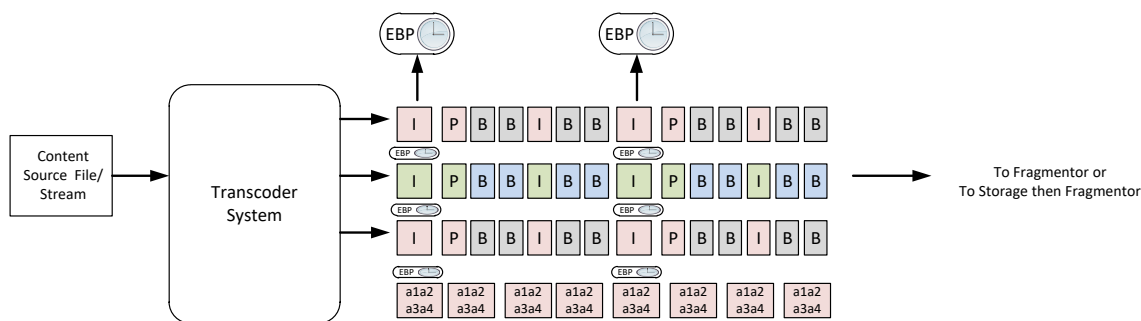 EBP EBP
I P B B I B B I P B B I B B
EBP EBP
Content
Source File/
Stream
Transcoder
System
I P B B I B B I P B B I B B
To Fragmentor or
To Storage then Fragmentor
EBP EBP
I P B B I B B I P B B I B B
EBP EBP
a1a2 a1a2 a1a2 a1a2 a1a2 a1a2 a1a2 a1a2
a3a4 a3a4 a3a4 a3a4 a3a4 a3a4 a3a4 a3a4